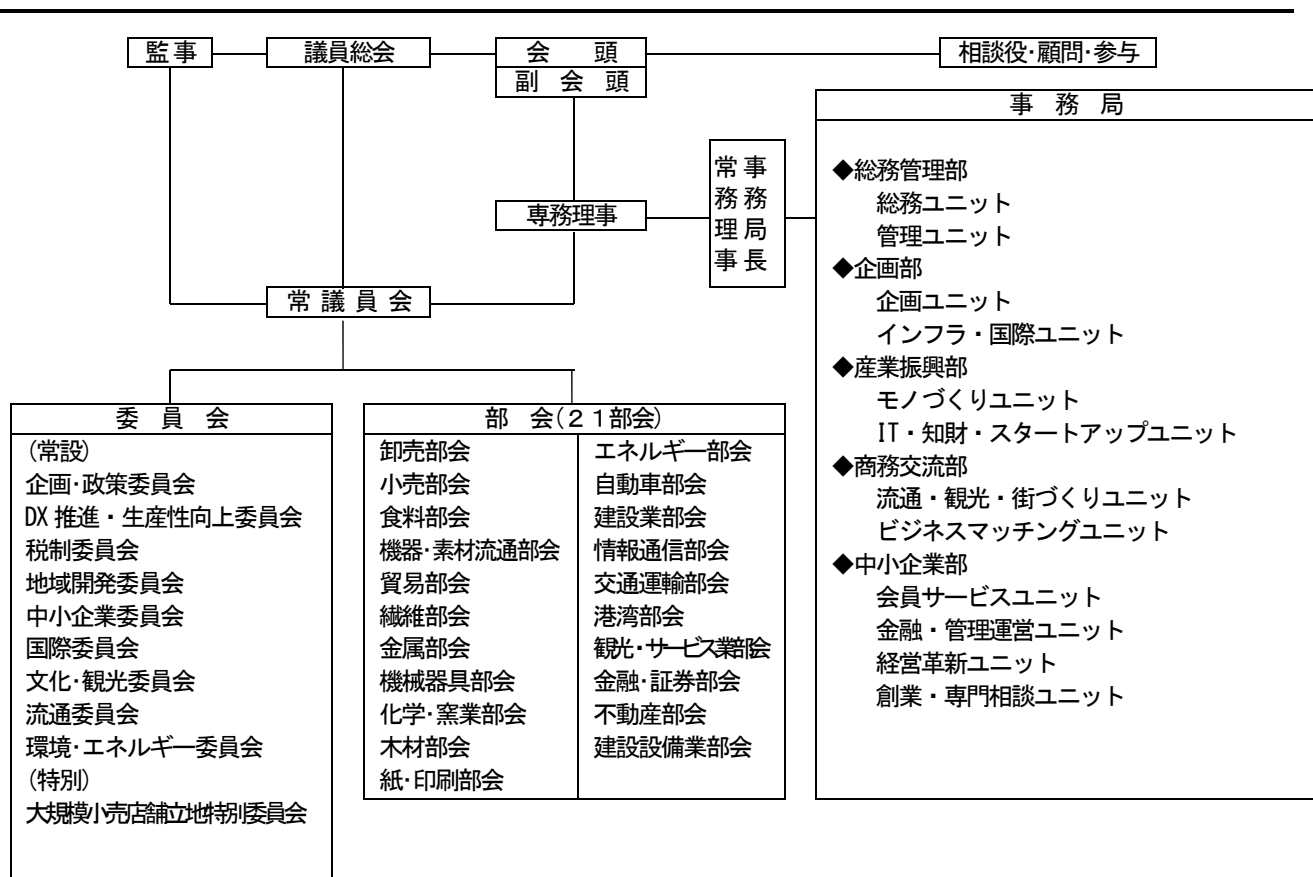 監事
議員総会
会　頭
副　会　頭
相談役・顧問・参与
専務理事
常務理事
事務局長
常議員会
委　員　会
(常設)
企画・政策委員会
DX推進・生産性向上委員会
税制委員会
地域開発委員会
中小企業委員会
国際委員会
文化・観光委員会
流通委員会
環境・エネルギー委員会
(特別)
大規模小売店舗立地特別委員会
部　会(２１部会)
卸売部会
小売部会
食料部会
機器・素材流通部会
貿易部会
繊維部会
金属部会
機械器具部会
化学・窯業部会
木材部会
紙・印刷部会
エネルギー部会
自動車部会
建設業部会
情報通信部会
交通運輸部会
港湾部会
観光・サービス業部会
金融・証券部会
不動産部会
建設設備業部会
事　務　局
◆総務管理部
総務ユニット
管理ユニット
◆企画部
企画ユニット
インフラ・国際ユニット
◆産業振興部
モノづくりユニット
IT・知財・スタートアップユニット
◆商務交流部
流通・観光・街づくりユニット
ビジネスマッチングユニット
◆中小企業部
会員サービスユニット
金融・管理運営ユニット
経営革新ユニット
創業・専門相談ユニット